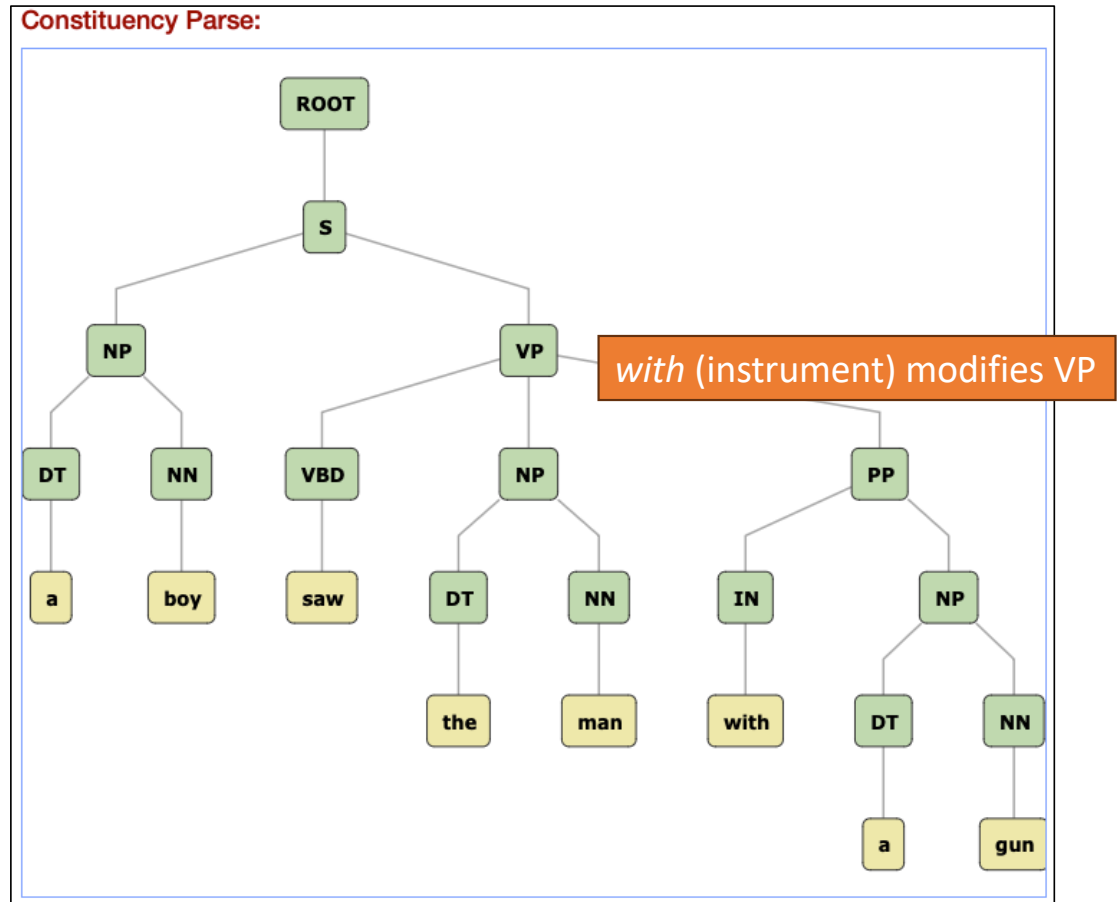 Constituency Parse:
ROOT
S
NP VP
with (instrument) modifies VP
DT NN VBD NP PP
a boy saw DT NN IN NP
the man with DT NN
a gun